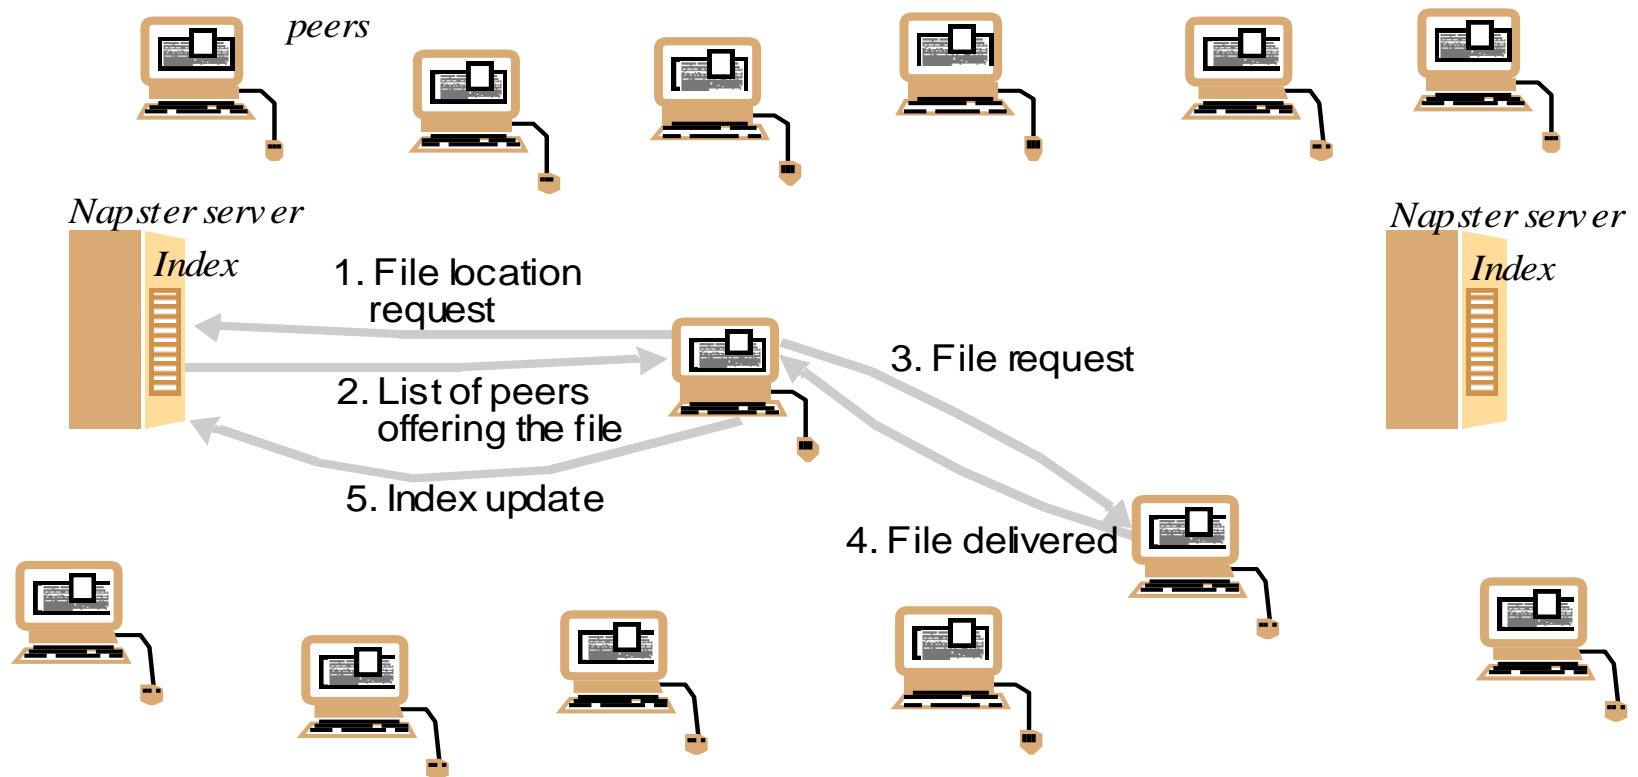 peers
Napster server
Index
Napster server
Index
1. File location
request
2. List of peers
offering the file
3. File request
4. File delivered
5. Index update